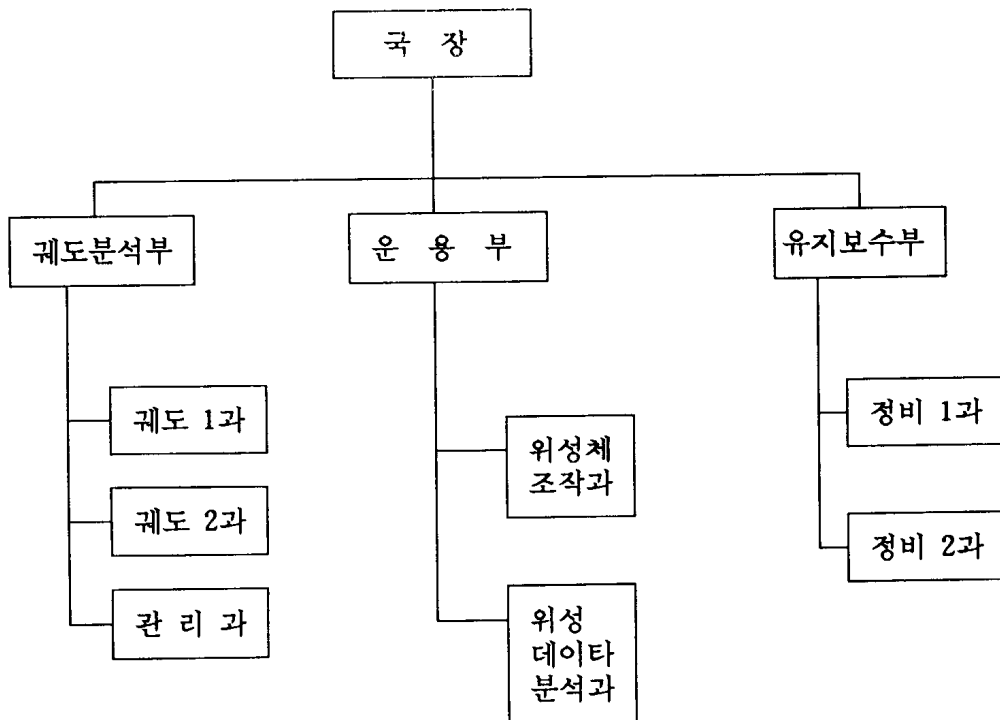 국 장
궤도분석부
운 용 부
유지보수부
궤도 1과
궤도 2과
관 리 과
위성체
조작과
위성
데이타
분석과
정비 1과
정비 2과